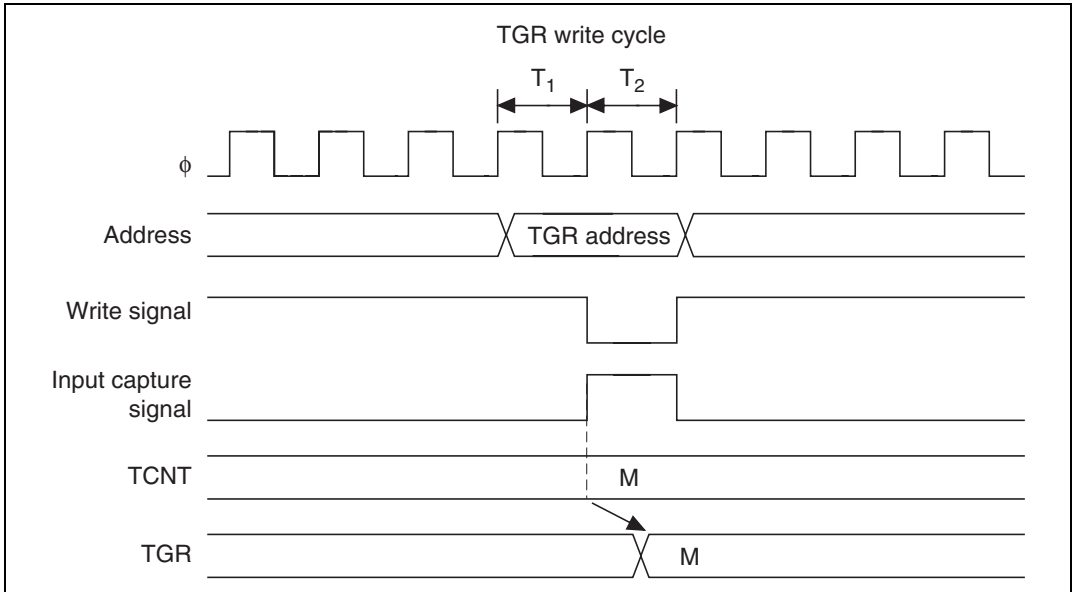 TGR write cycle
T1 T2
ϕ
Address
TGR address
Write signal
Input capture
signal
TCNT
M
TGR
M